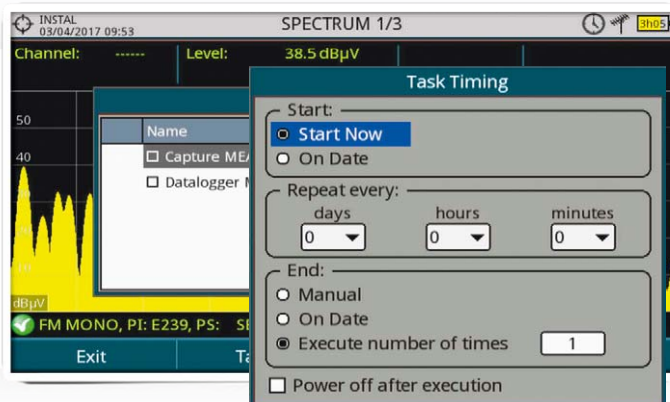 INSTAL
03/04/2017 09:53
SPECTRUM 1/3
3h05
Channel: ------ Level: 38.5 dBµV
Task Timing
Start:
Start Now
On Date
Repeat every:
days hours minutes
0 0 0
End:
Manual
On Date
Execute number of times 1
Power off after execution
Name
Capture
Datalogger
50
40
dBµV
FM MONO, PI: E239, PS:
Exit